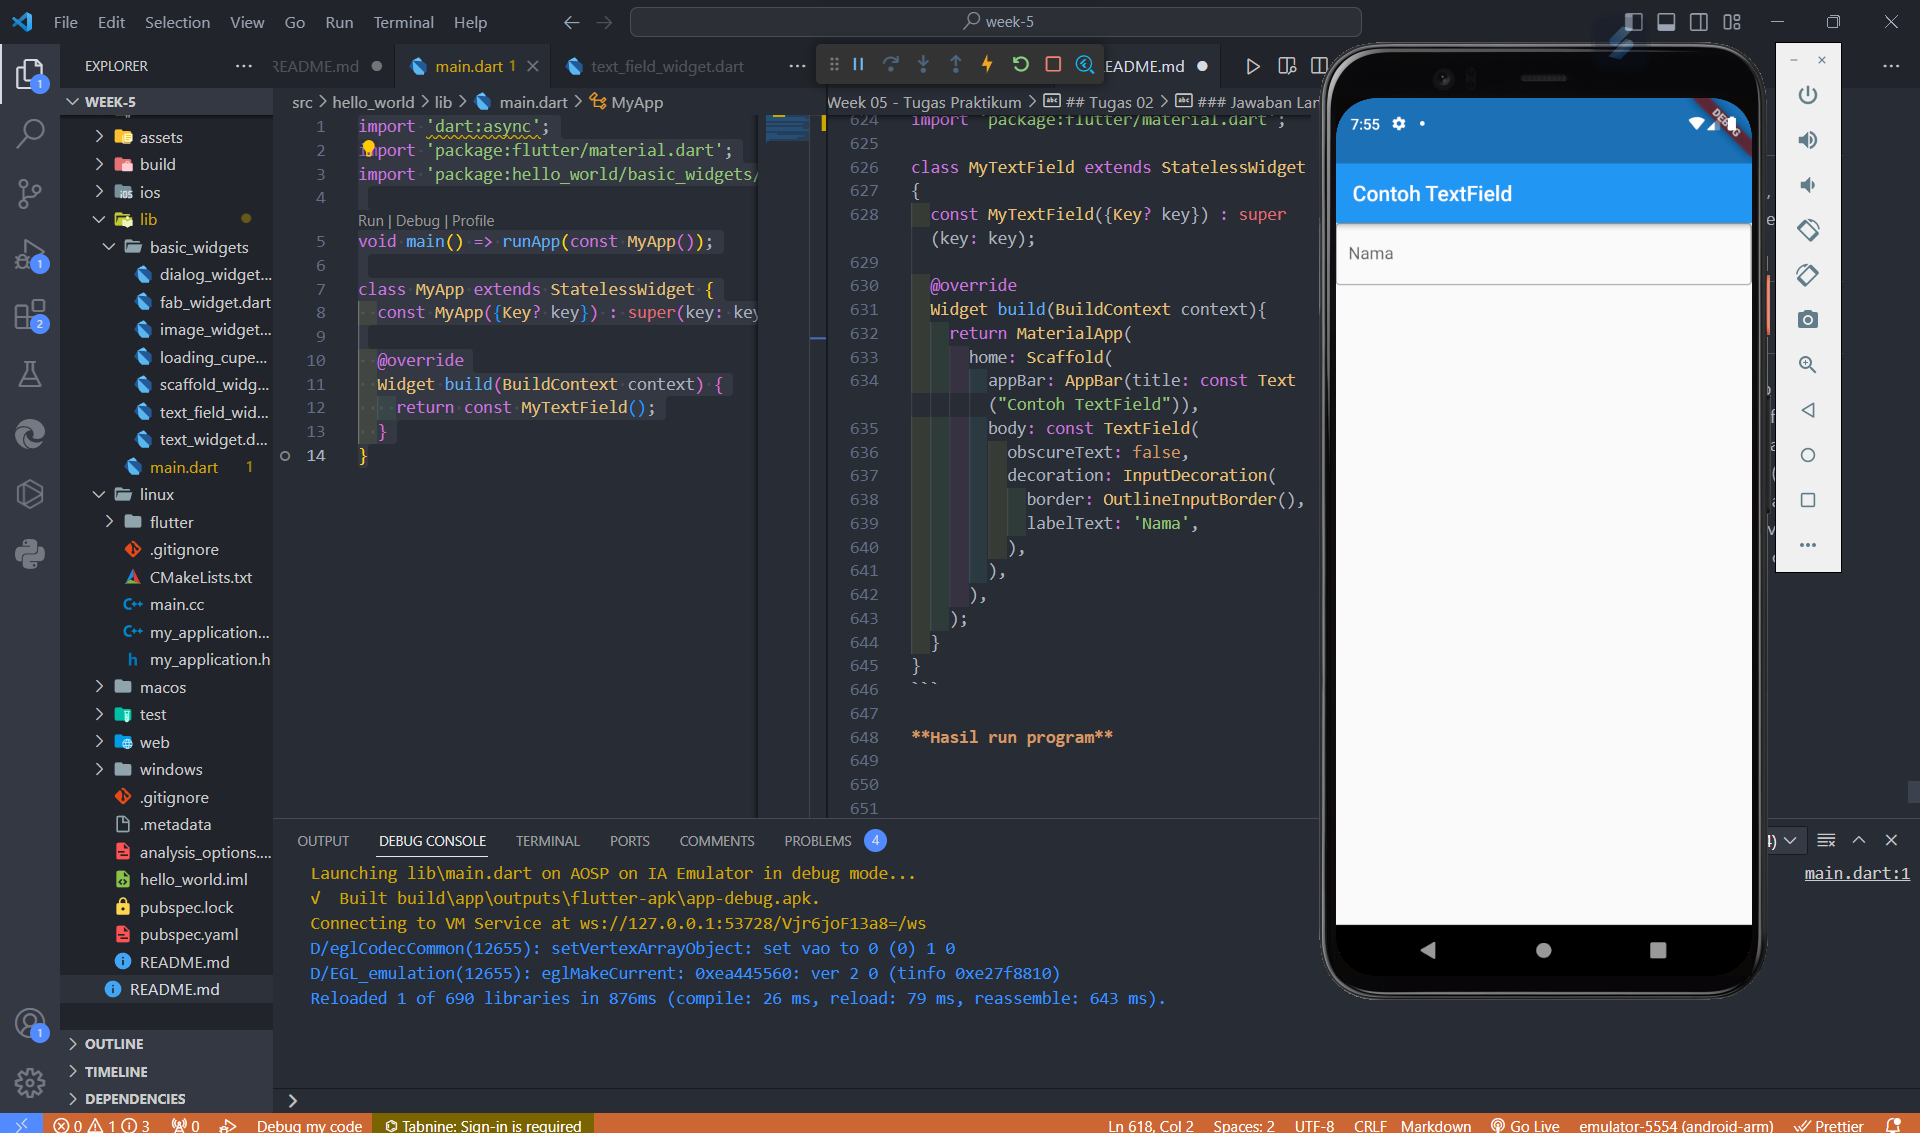 File Edit Selection View Go Run Terminal Help
week-5
EXPLORER
README.md
main.dart 1
text_field_widget.dart
README.md
WEEK-5
assets
build
ios
lib
basic_widgets
dialog_widget...
fab_widget.dart
image_widget...
loading_cupe...
scaffold_widg...
text_field_wid...
text_widget.d...
main.dart 1
linux
flutter
.gitignore
CMakeLists.txt
main.cc
my_application...
my_application.h
macos
test
web
windows
.gitignore
.metadata
analysis_options....
hello_world.iml
pubspec.lock
pubspec.yaml
README.md
README.md
OUTLINE
TIMELINE
DEPENDENCIES
src > hello_world > lib > main.dart > MyApp
1 import 'dart:async';
2 import 'package:flutter/material.dart';
3 import 'package:hello_world/basic_widgets/
4
Run | Debug | Profile
5 void main() => runApp(const MyApp());
6
7 class MyApp extends StatelessWidget {
8 const MyApp({Key? key}) : super(key: key
9
10 @override
11 Widget build(BuildContext context) {
12 return const MyTextField();
13 }
14 }
Week 05 - Tugas Praktikum > ## Tugas 02 > ### Jawaban Lan
624 import 'package:flutter/material.dart';
625
626 class MyTextField extends StatelessWidget
627 {
628 const MyTextField({Key? key}) : super
(key: key);
629
630 @override
631 Widget build(BuildContext context){
632 return MaterialApp(
633 home: Scaffold(
634 appBar: AppBar(title: const Text
("Contoh TextField")),
635 body: const TextField(
636 obscureText: false,
637 decoration: InputDecoration(
638 border: OutlineInputBorder(),
639 labelText: 'Nama',
640 ),
641 ),
642 ),
643 );
644 }
645 }
646 ```
647
648 **Hasil run program**
649
650
651
7:55
DEBUG
Contoh TextField
Nama
OUTPUT DEBUG CONSOLE TERMINAL PORTS COMMENTS PROBLEMS 4
Launching lib\main.dart on AOSP on IA Emulator in debug mode...
√ Built build\app\outputs\flutter-apk\app-debug.apk.
Connecting to VM Service at ws://127.0.0.1:53728/Vjr6joF13a8=/ws
D/eglCodecCommon(12655): setVertexArrayObject: set vao to 0 (0) 1 0
D/EGL_emulation(12655): eglMakeCurrent: 0xea445560: ver 2 0 (tinfo 0xe27f8810)
Reloaded 1 of 690 libraries in 876ms (compile: 26 ms, reload: 79 ms, reassemble: 643 ms).
main.dart:1
0 1 3 0 Debug my code Tabnine: Sign-in is required
Ln 618, Col 2 Spaces: 2 UTF-8 CRLF Markdown Go Live emulator-5554 (android-arm) Prettier